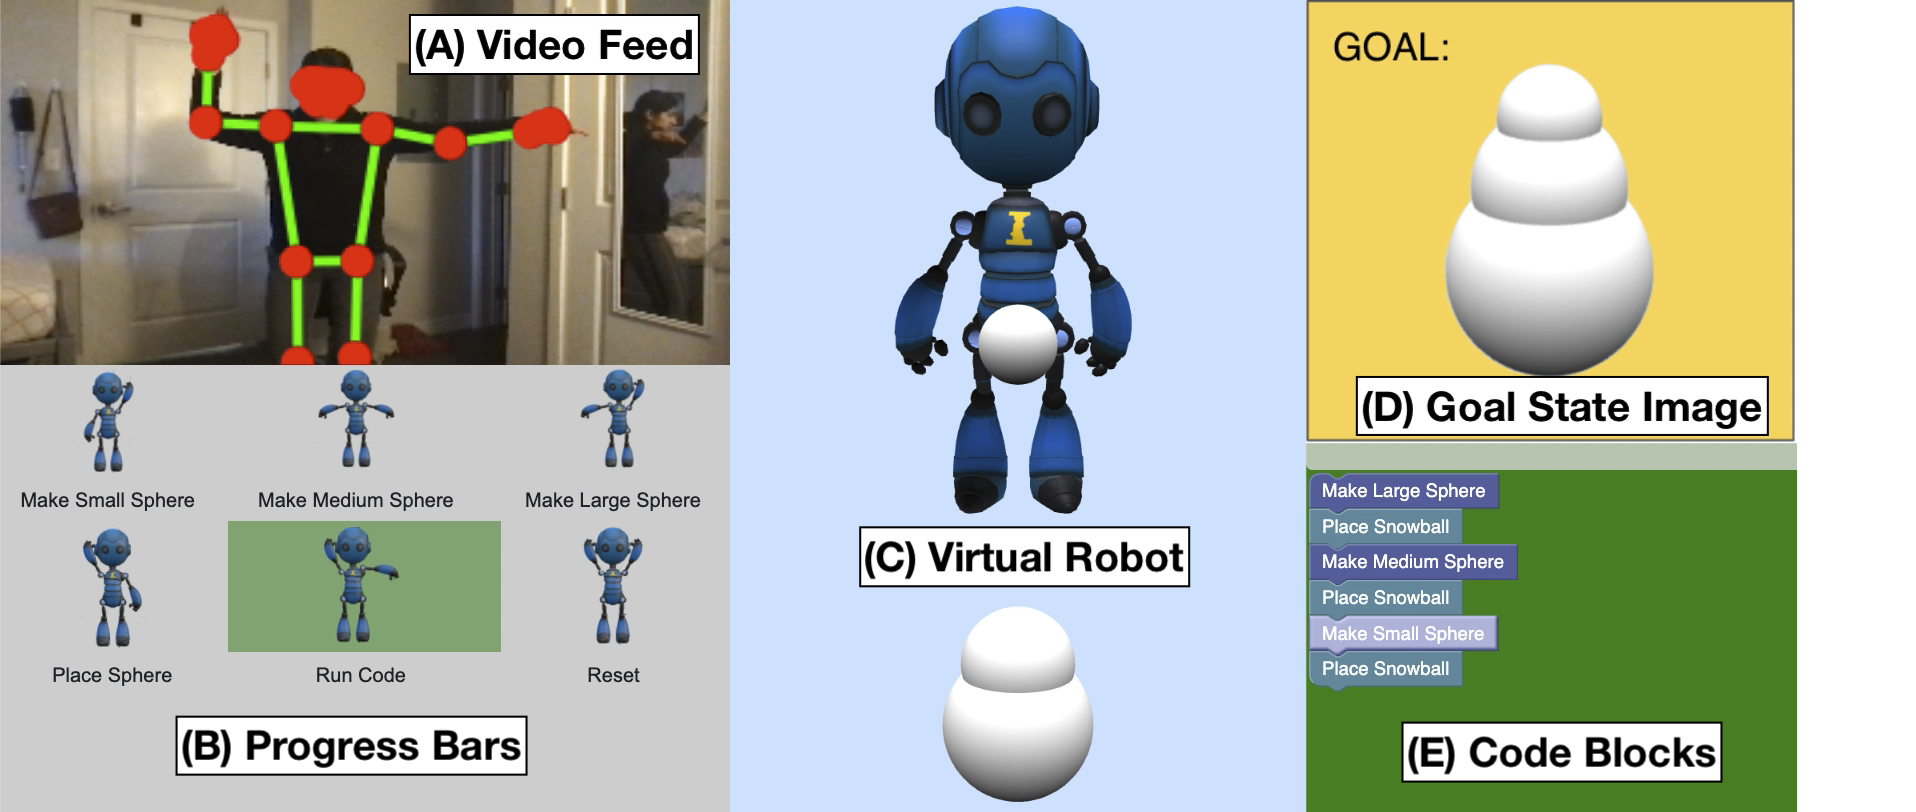 (A) Video Feed
Make Small Sphere
Make Medium Sphere
Make Large Sphere
Place Sphere
Run Code
Reset
(B) Progress Bars
I
(C) Virtual Robot
GOAL:
(D) Goal State Image
Make Large Sphere
Place Snowball
Make Medium Sphere
Place Snowball
Make Small Sphere
Place Snowball
(E) Code Blocks